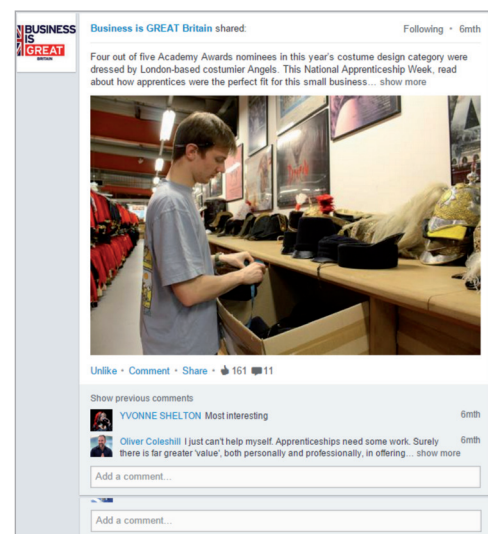 BUSINESS
IS
GREAT
BRITAIN
Business is GREAT Britain shared:
Following • 6mth
Four out of five Academy Awards nominees in this year's costume design category were
dressed by London-based costumier Angels. This National Apprenticeship Week, read
about how apprentices were the perfect fit for this small business... show more
Unlike • Comment • Share • 161 11
Show previous comments
YVONNE SHELTON Most interesting
6mth
Oliver Coleshill I just can't help myself. Apprenticeships need some work. Surely
6mth
there is far greater 'value', both personally and professionally, in offering... show more
Add a comment...
Add a comment...